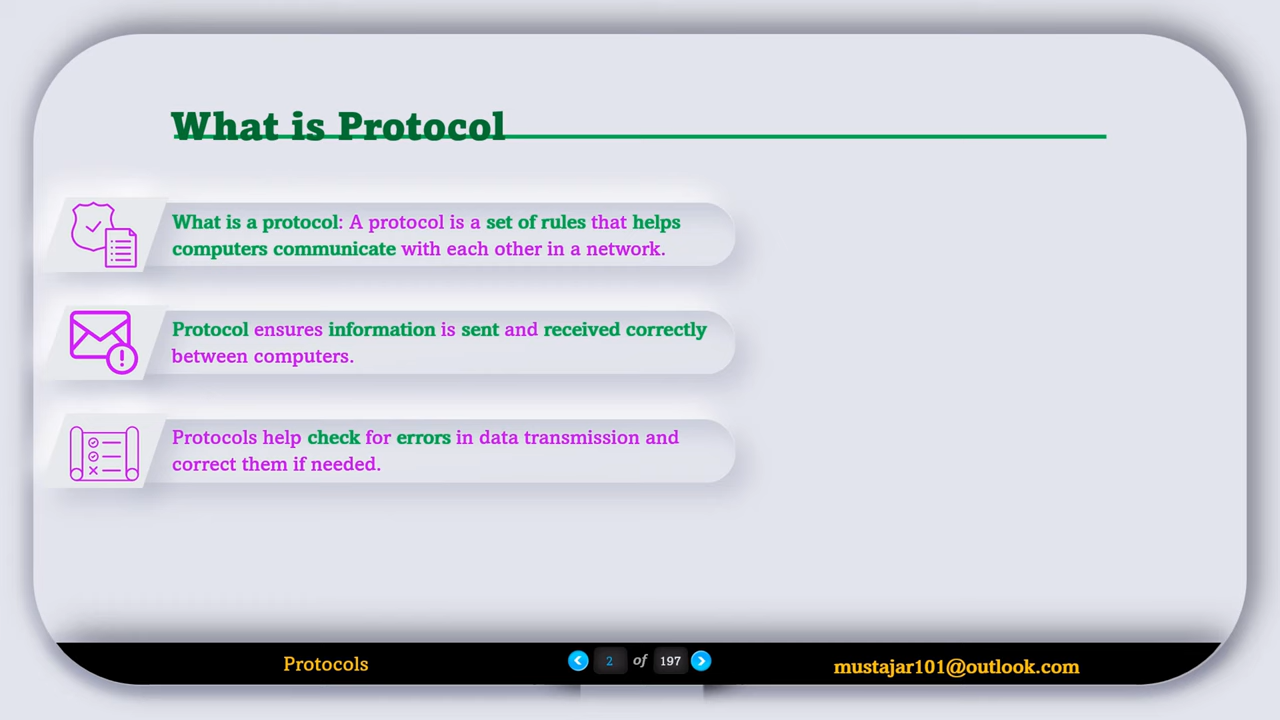 What is Protocol
What is a protocol: A protocol is a set of rules that helps
computers communicate with each other in a network.
Protocol ensures information is sent and received correctly
between computers.
Protocols help check for errors in data transmission and
correct them if needed.
Protocols
2 of 197
mustajar101@outlook.com